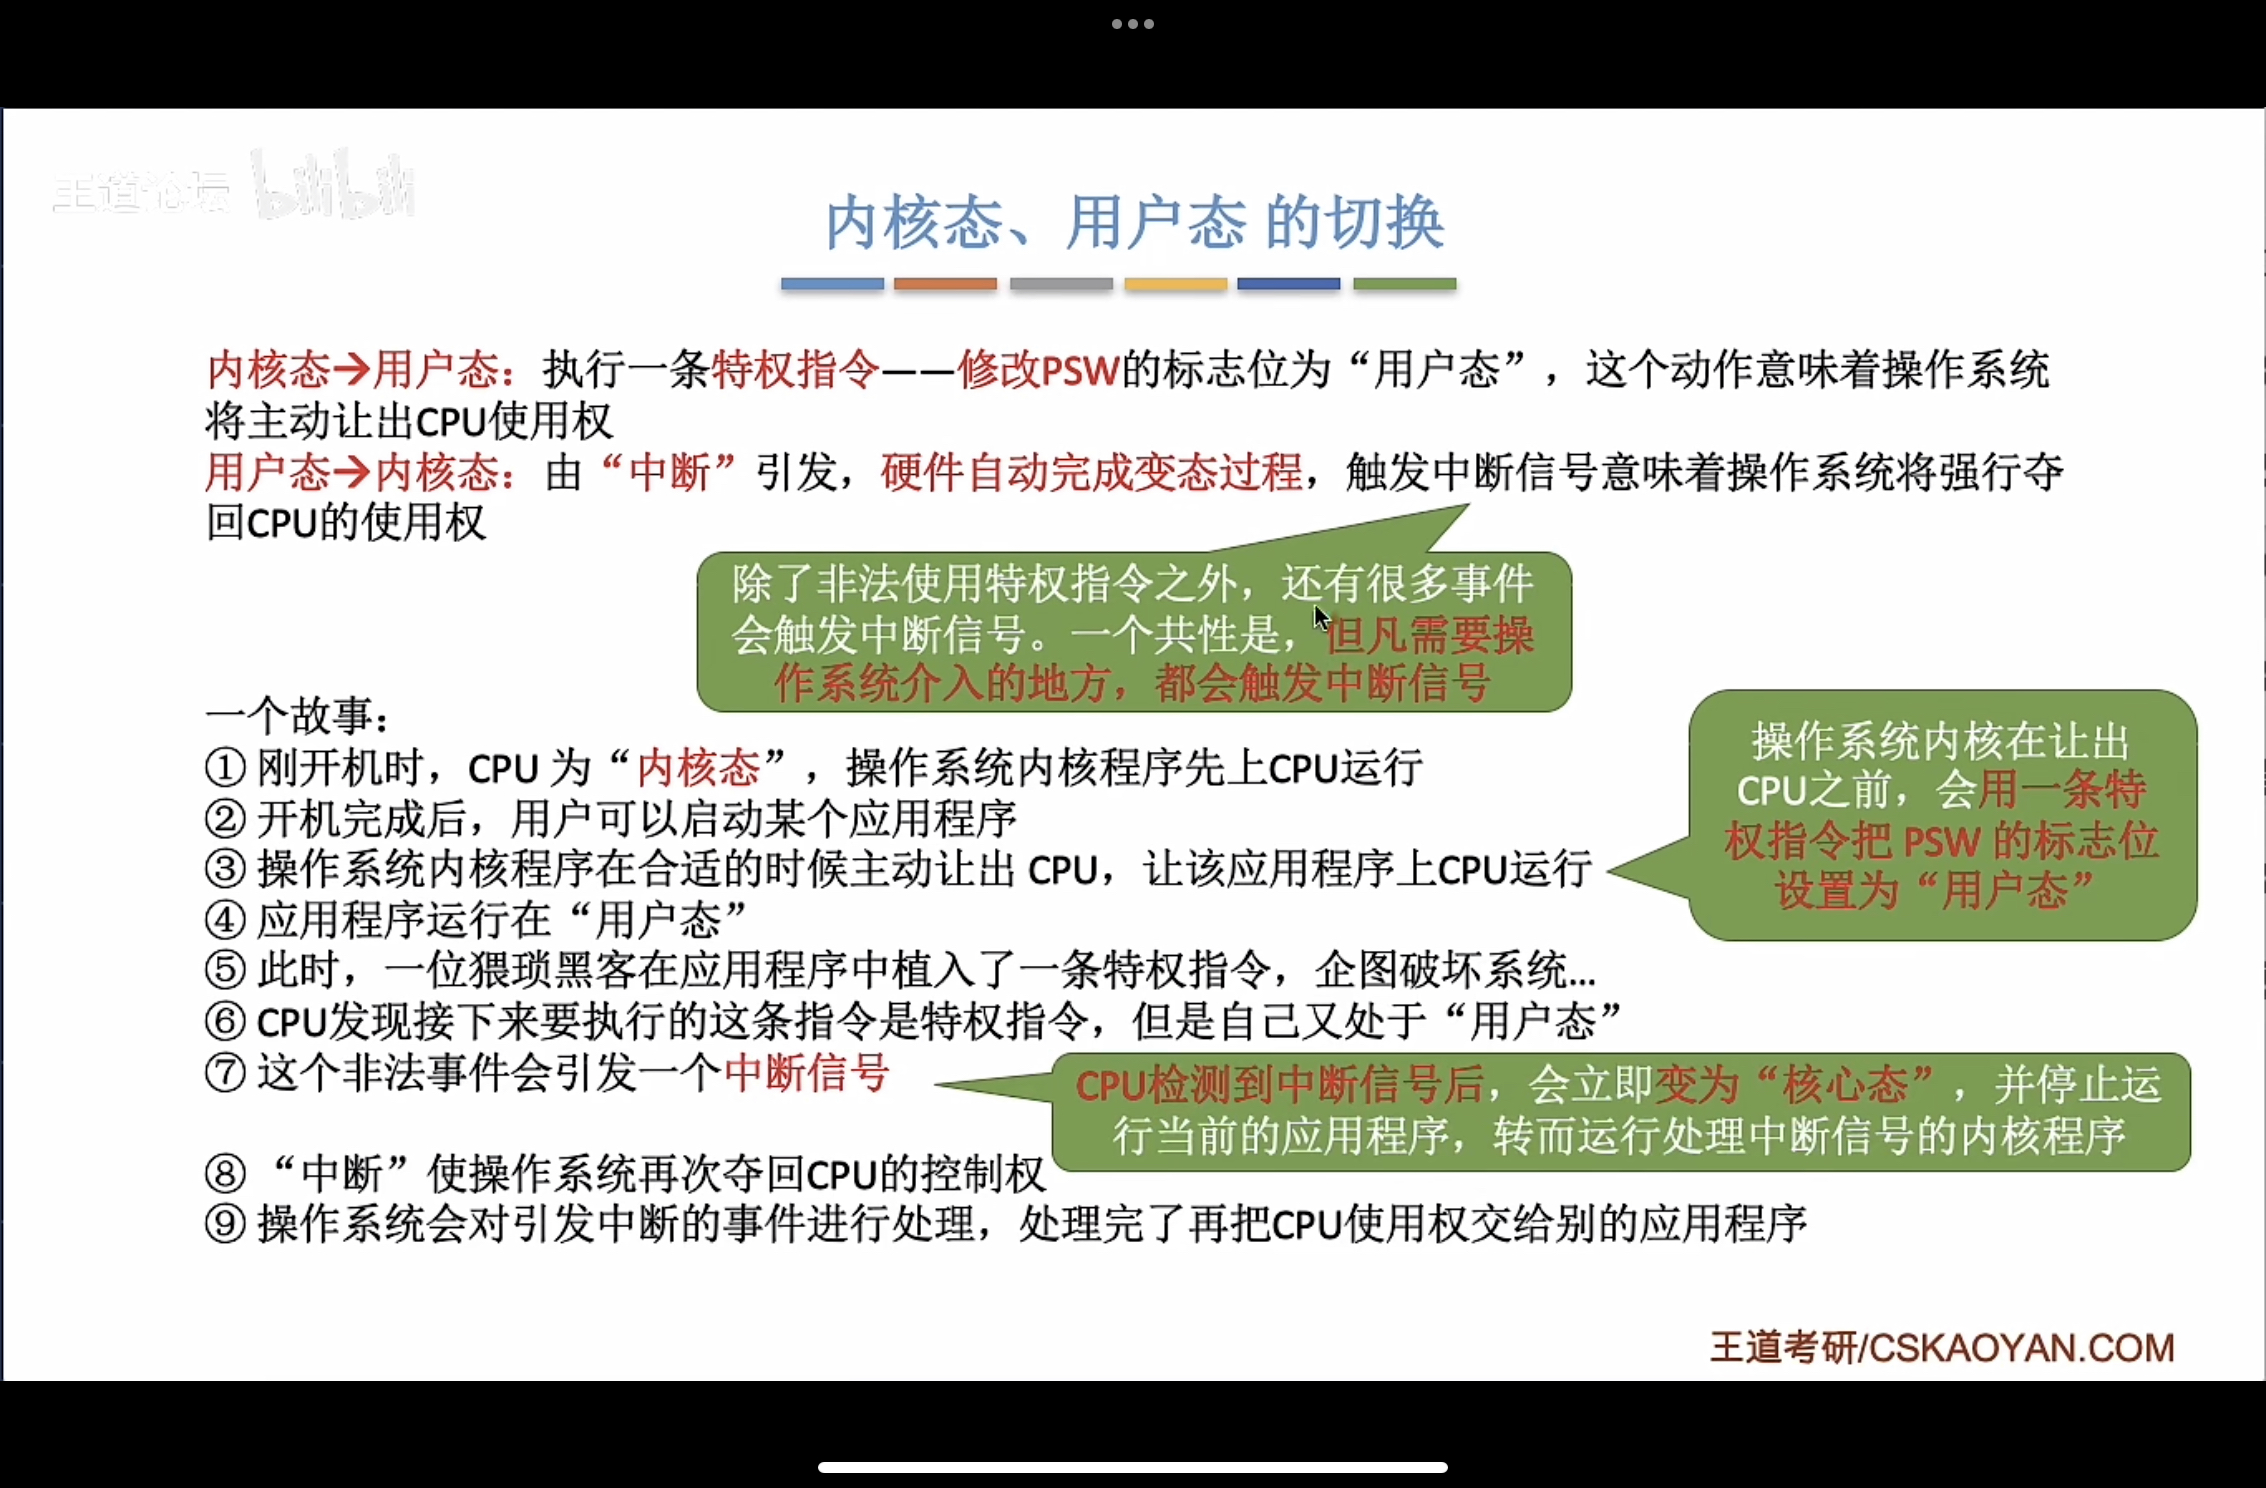 王道论坛 bilibili
内核态、用户态 的切换
内核态→用户态：执行一条特权指令——修改PSW的标志位为“用户态”，这个动作意味着操作系统
将主动让出CPU使用权
用户态→内核态：由“中断”引发，硬件自动完成变态过程，触发中断信号意味着操作系统将强行夺
回CPU的使用权
除了非法使用特权指令之外，还有很多事件
会触发中断信号。一个共性是，但凡需要操
作系统介入的地方，都会触发中断信号
一个故事：
① 刚开机时，CPU 为“内核态”，操作系统内核程序先上CPU运行
② 开机完成后，用户可以启动某个应用程序
③ 操作系统内核程序在合适的时候主动让出 CPU，让该应用程序上CPU运行
操作系统内核在让出
CPU之前，会用一条特
权指令把 PSW 的标志位
设置为“用户态”
④ 应用程序运行在“用户态”
⑤ 此时，一位猥琐黑客在应用程序中植入了一条特权指令，企图破坏系统...
⑥ CPU发现接下来要执行的这条指令是特权指令，但是自己又处于“用户态”
⑦ 这个非法事件会引发一个中断信号
CPU检测到中断信号后，会立即变为“核心态”，并停止运
行当前的应用程序，转而运行处理中断信号的内核程序
⑧ “中断”使操作系统再次夺回CPU的控制权
⑨ 操作系统会对引发中断的事件进行处理，处理完了再把CPU使用权交给别的应用程序
王道考研/CSKAOYAN.COM